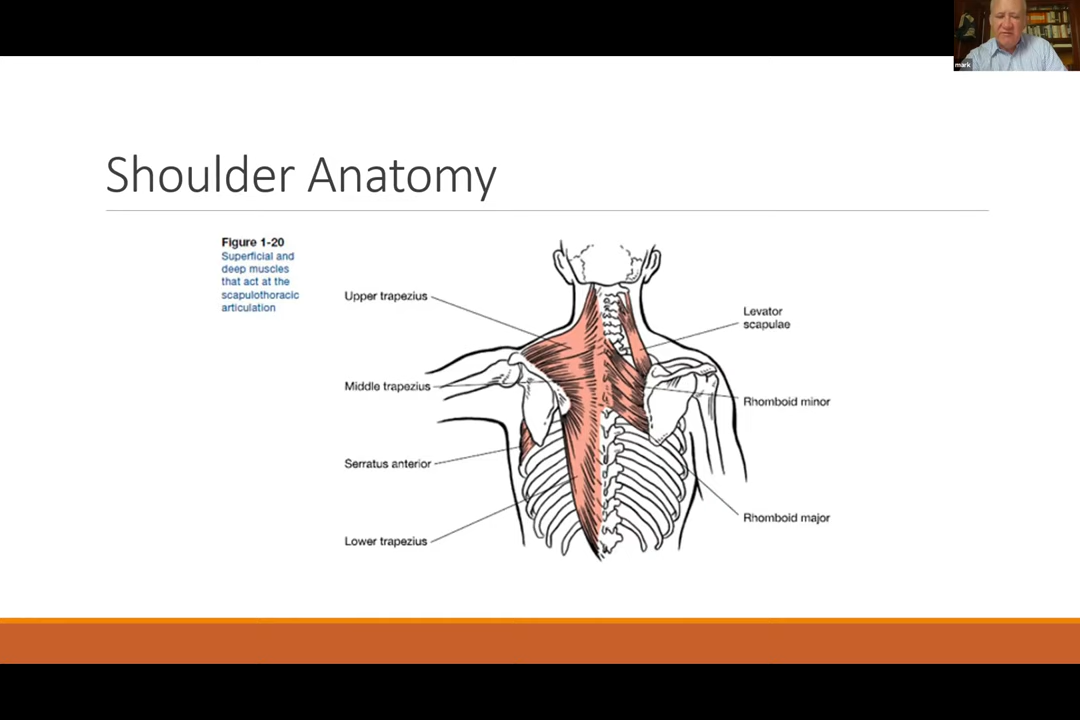 mark
Shoulder Anatomy
Figure 1-20
Superficial and
deep muscles
that act at the
scapulothoracic
articulation
Upper trapezius
Levator
scapulae
Middle trapezius
Rhomboid minor
Serratus anterior
Rhomboid major
Lower trapezius